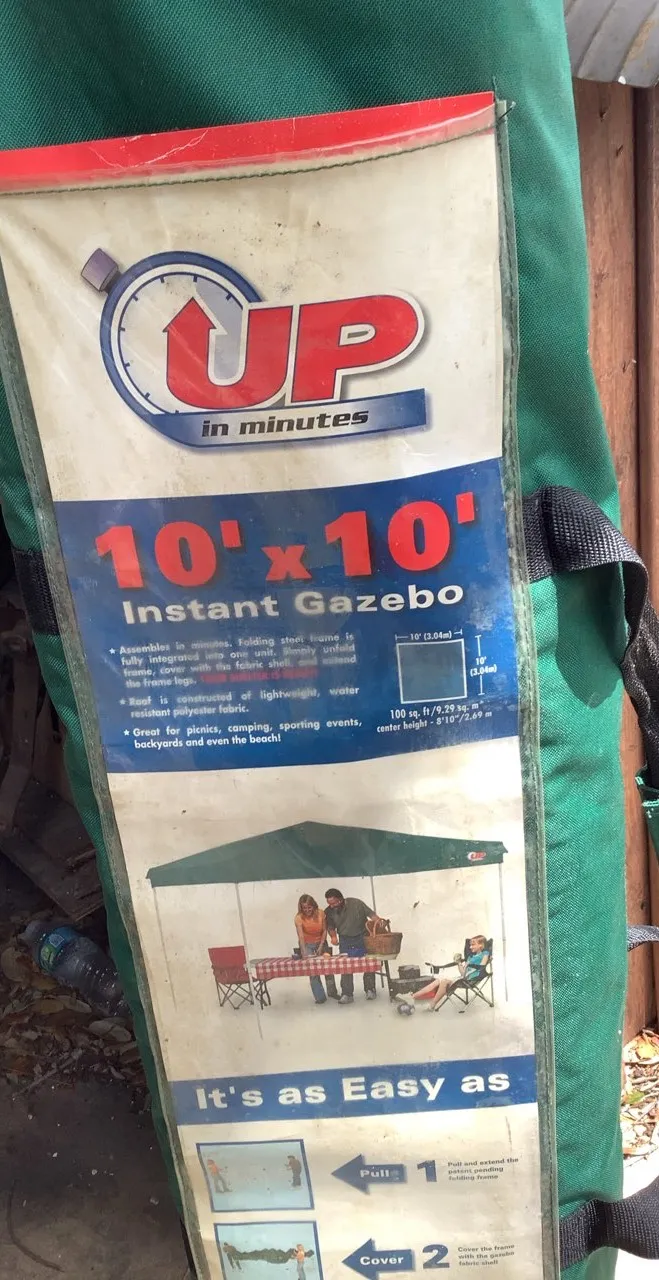 UP
in minutes
10' x 10'
Instant Gazebo
★ Assembles in minutes. Folding steel frame is
fully integrated into one unit. Simply unfold
frame, cover with the fabric shell, and extend
the frame legs.
★ Roof is constructed of lightweight, water
resistant polyester fabric.
★ Great for picnics, camping, sporting events,
backyards and even the beach!
10' (3.04m)
10'
(3.04m)
100 sq. ft/9.29 sq. m
center height - 8'10"/2.69 m
UP
It's as Easy as
Pull 1
Pull and extend the
patent pending
folding frame
Cover 2
Cover the frame
with the gazebo
fabric shell